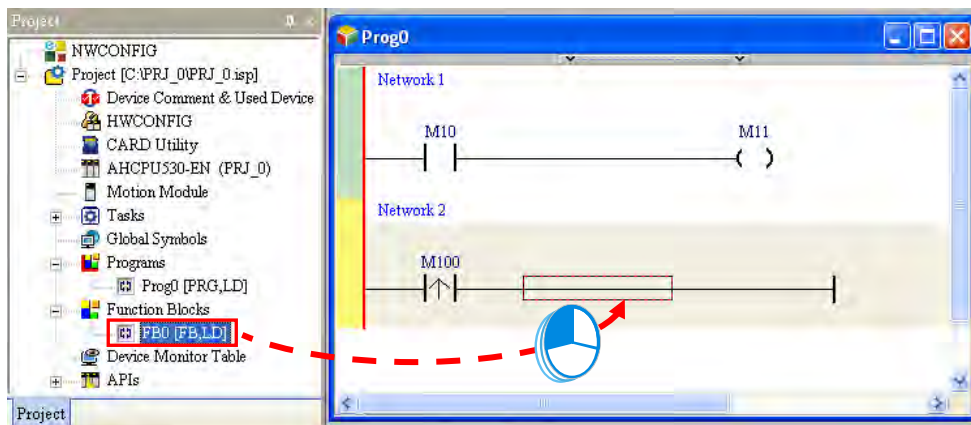 Project
NWCONFIG
Project [C:\PRJ_0\PRJ_0.isp]
Device Comment & Used Device
HWCONFIG
CARD Utility
AHCPU530-EN (PRJ_0)
Motion Module
Tasks
Global Symbols
Programs
Prog0 [PRG,LD]
Function Blocks
FB0 [FB,LD]
Device Monitor Table
APIs
Project
Prog0
Network 1
M10 M11
Network 2
M100